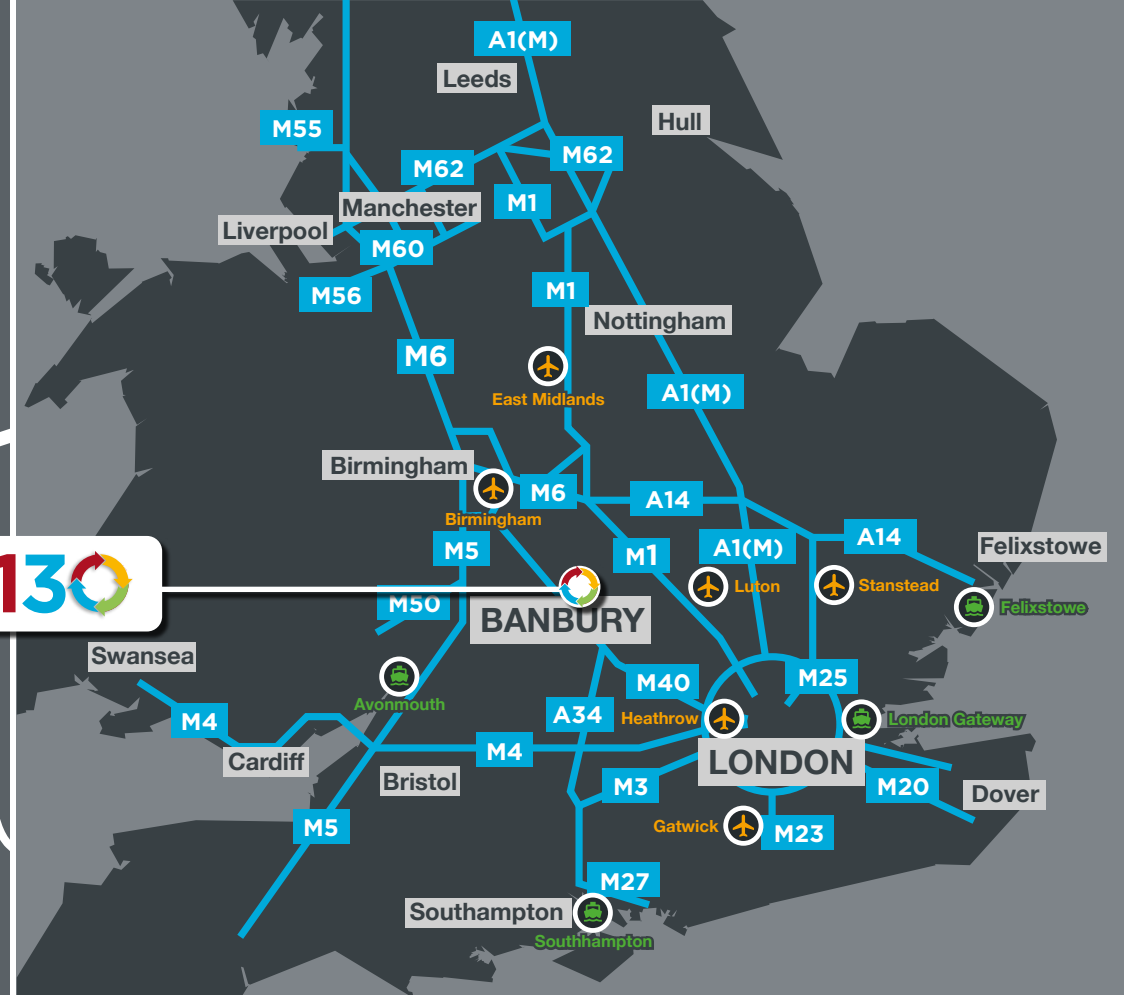 A1(M)
Leeds
Hull
M55
M62
M62
M1
Manchester
Liverpool
M60
M56
M1
Nottingham
M6
East Midlands
A1(M)
Birmingham
M6
A14
Birmingham
M5
M1
A1(M)
A14
Felixstowe
130
Luton
Stanstead
M50
BANBURY
Felixstowe
Swansea
M40
M25
Avonmouth
M4
A34
Heathrow
London Gateway
M4
Cardiff
LONDON
Bristol
M3
M20
Dover
M5
Gatwick
M23
M27
Southampton
Southhampton